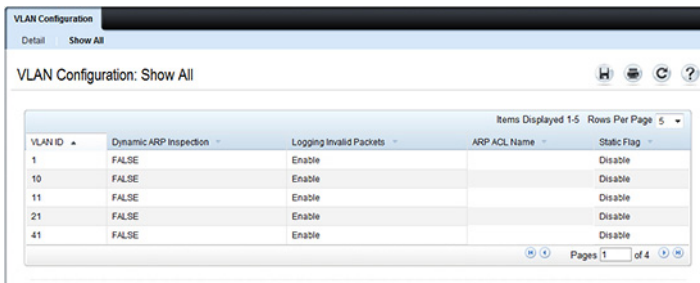 VLAN Configuration
Detail Show All
VLAN Configuration: Show All
Items Displayed 1-5 Rows Per Page 5
VLAN ID Dynamic ARP Inspection Logging Invalid Packets ARP ACL Name Static Flag
1 FALSE Enable Disable
10 FALSE Enable Disable
11 FALSE Enable Disable
21 FALSE Enable Disable
41 FALSE Enable Disable
Pages 1 of 4